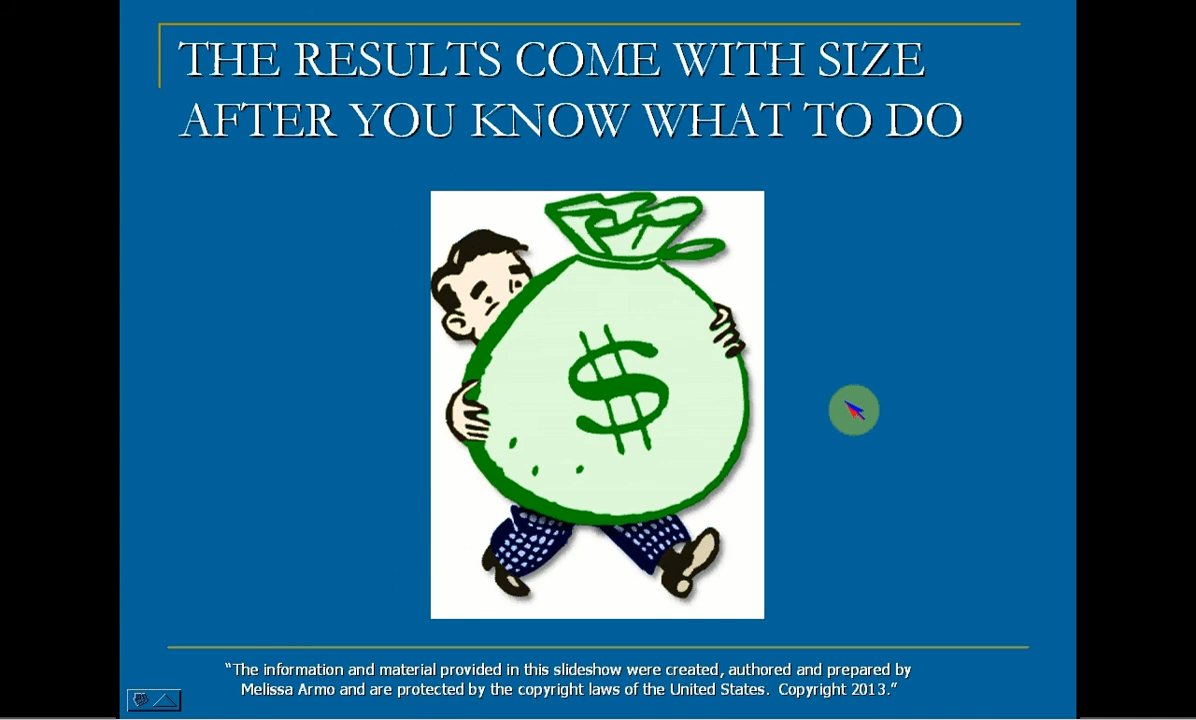 THE RESULTS COME WITH SIZE
AFTER YOU KNOW WHAT TO DO
$
“The information and material provided in this slideshow were created, authored and prepared by
Melissa Armo and are protected by the copyright laws of the United States.  Copyright 2013.”